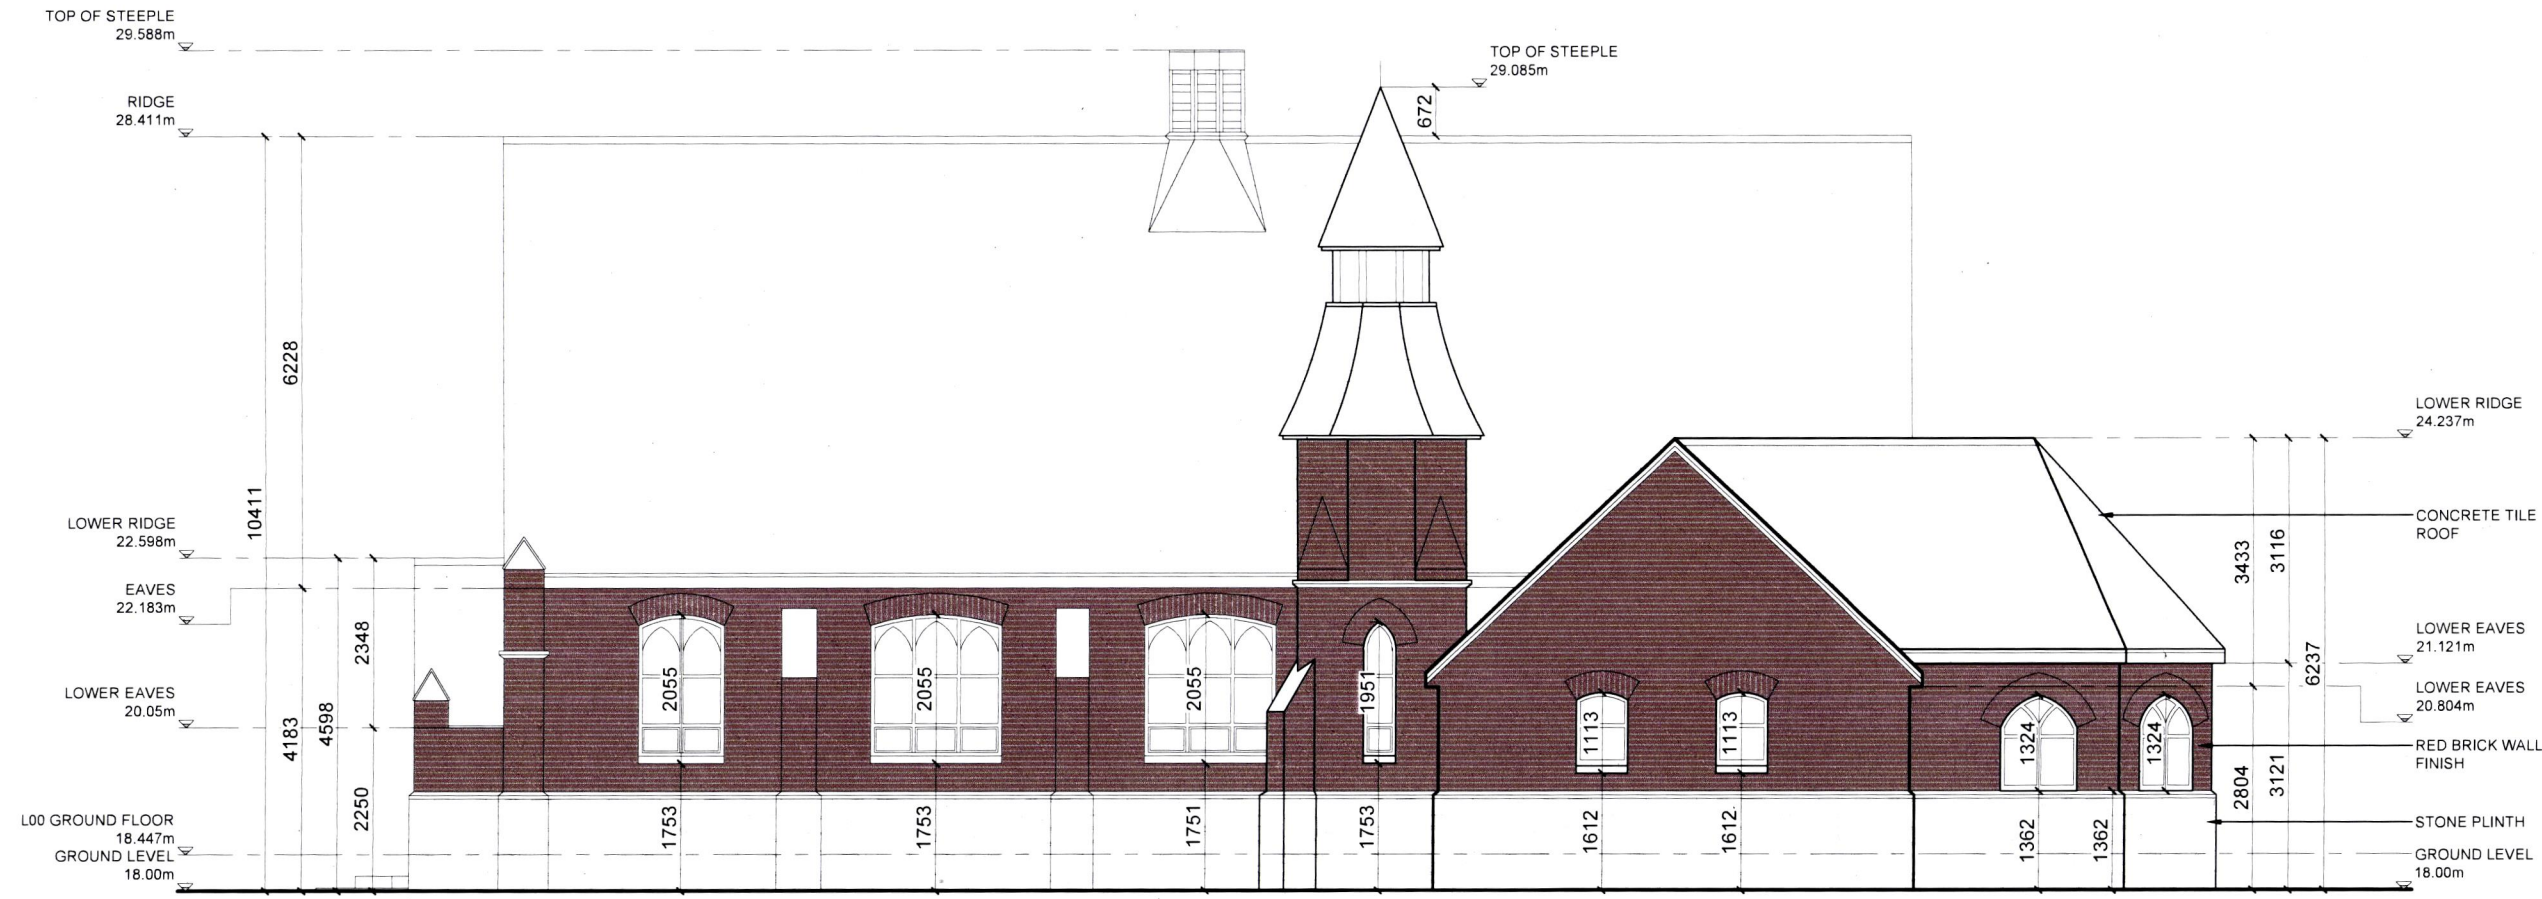 TOP OF STEEPLE
29.588m
TOP OF STEEPLE
29.085m
672
RIDGE
28.411m
6228
10411
LOWER RIDGE
24.237m
LOWER RIDGE
22.598m
CONCRETE TILE
ROOF
3433
3116
EAVES
22.183m
2348
LOWER EAVES
21.121m
6237
LOWER EAVES
20.05m
LOWER EAVES
20.804m
4183
4598
2055
2055
2055
1951
1113
1113
1324
1324
RED BRICK WALL
FINISH
2250
2804
3121
L00 GROUND FLOOR
18.447m
1753
1753
1751
1753
1612
1612
1362
1362
STONE PLINTH
GROUND LEVEL
18.00m
GROUND LEVEL
18.00m